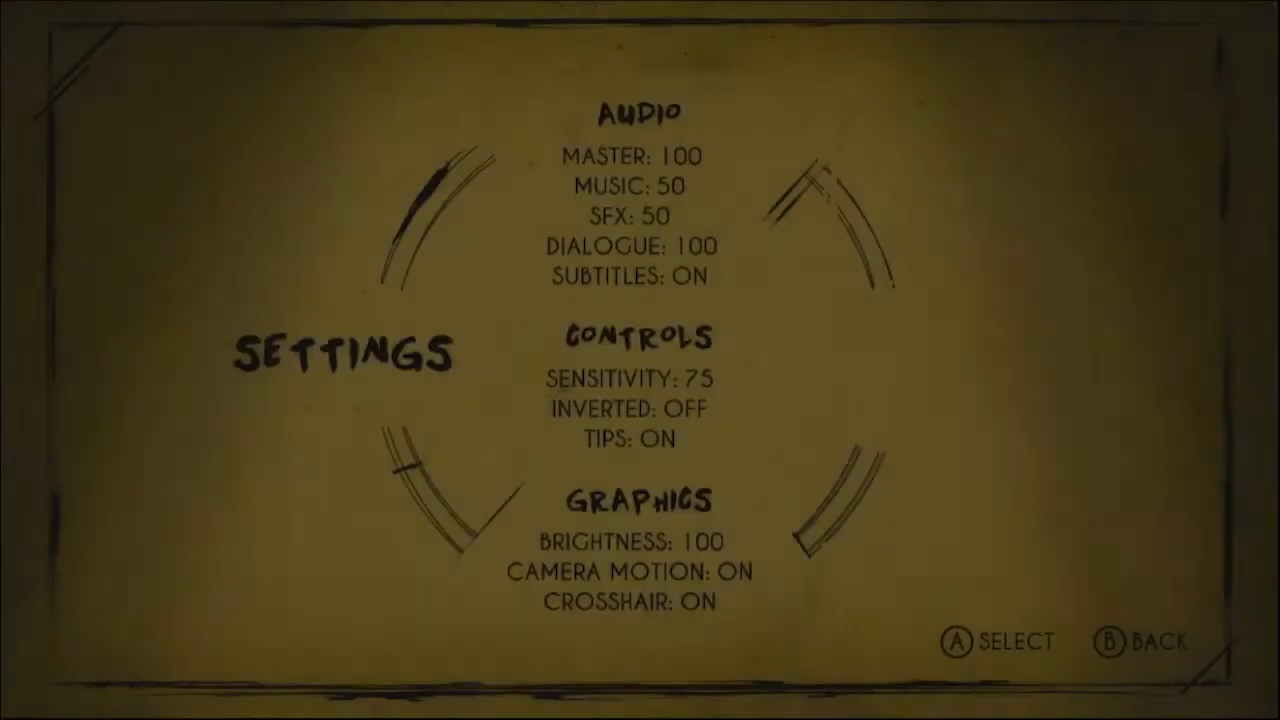 AUDIO
MASTER: 100
MUSIC: 50
SFX: 50
DIALOGUE: 100
SUBTITLES: ON
SETTINGS
CONTROLS
SENSITIVITY: 75
INVERTED: OFF
TIPS: ON
GRAPHICS
BRIGHTNESS: 100
CAMERA MOTION: ON
CROSSHAIR: ON
A SELECT B BACK